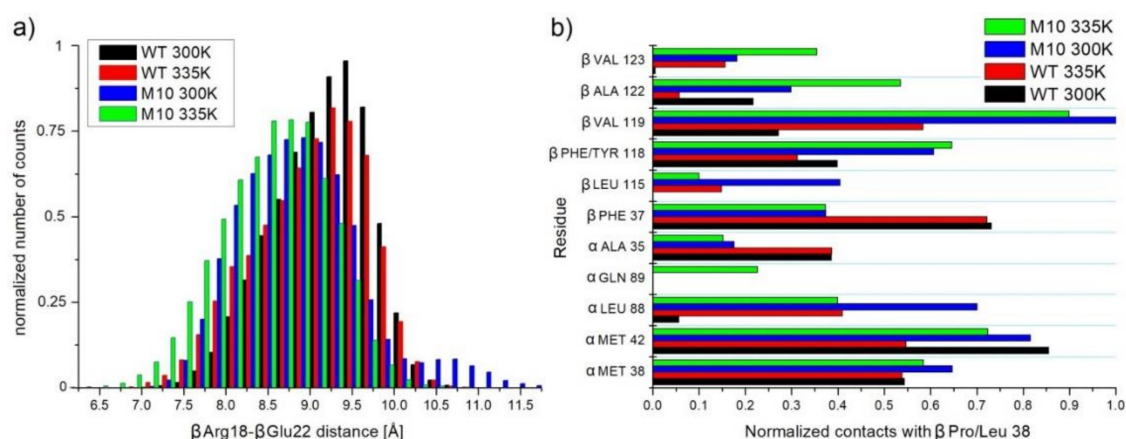 a)
WT 300K
WT 335K
M10 300K
M10 335K
normalized number of counts
1
0.75
0.50
0.25
0
6.5 7.0 7.5 8.0 8.5 9.0 9.5 10.0 10.5 11.0 11.5
βArg18-βGlu22 distance [Å]
b)
M10 335K
M10 300K
WT 335K
WT 300K
Residue
β VAL 123
β ALA 122
β VAL 119
β PHE/TYR 118
β LEU 115
β PHE 37
α ALA 35
α GLN 89
α LEU 88
α MET 42
α MET 38
0.0 0.1 0.2 0.3 0.4 0.5 0.6 0.7 0.8 0.9 1.0
Normalized contacts with β Pro/Leu 38